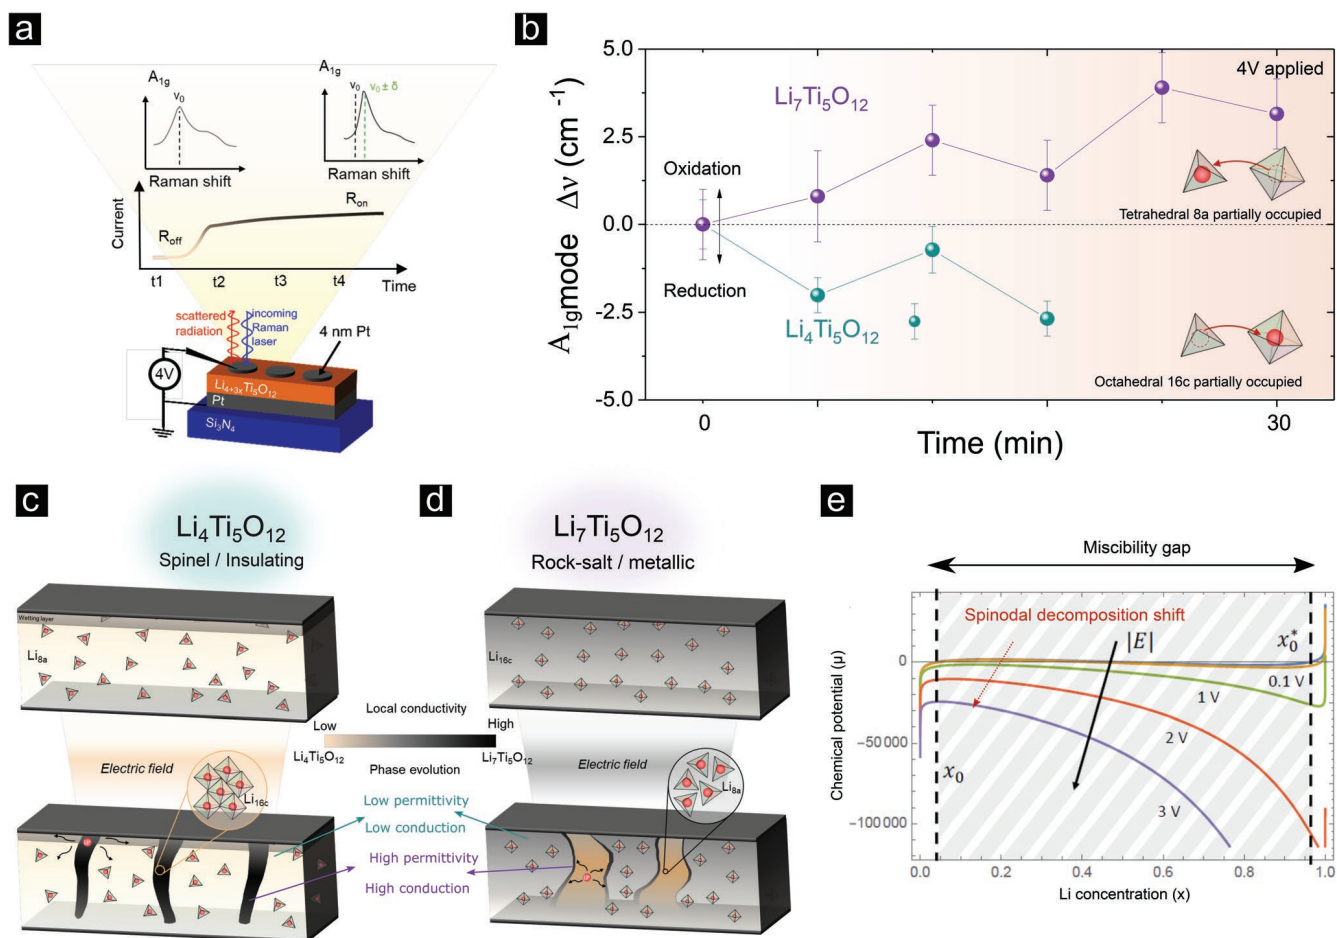 a
A1g
ν0
Raman shift
A1g
ν0
ν0 ± δ
Raman shift
Current
Roff
Ron
t1
t2
t3
t4
Time
scattered
radiation
incoming
Raman
laser
4 nm Pt
4V
Li4+3xTi5O12
Pt
Si3N4
b
A1gmode Δν (cm -1)
5.0
2.5
0.0
-2.5
-5.0
4V applied
Li7Ti5O12
Oxidation
Reduction
Tetrahedral 8a partially occupied
Li4Ti5O12
Octahedral 16c partially occupied
0
30
Time (min)
c
Li4Ti5O12
Spinel / Insulating
Wetting layer
Li8a
Electric field
Li16c
d
Li7Ti5O12
Rock-salt / metallic
Li16c
Local conductivity
Low
High
Li4Ti5O12
Li7Ti5O12
Phase evolution
Electric field
Li8a
Low permittivity
Low conduction
High permittivity
High conduction
e
Miscibility gap
Spinodal decomposition shift
|E|
x0*
0.1 V
1 V
2 V
3 V
x0
Chemical potential (μ)
0
−50 000
−100 000
0.0
0.2
0.4
0.6
0.8
1.0
Li concentration (x)